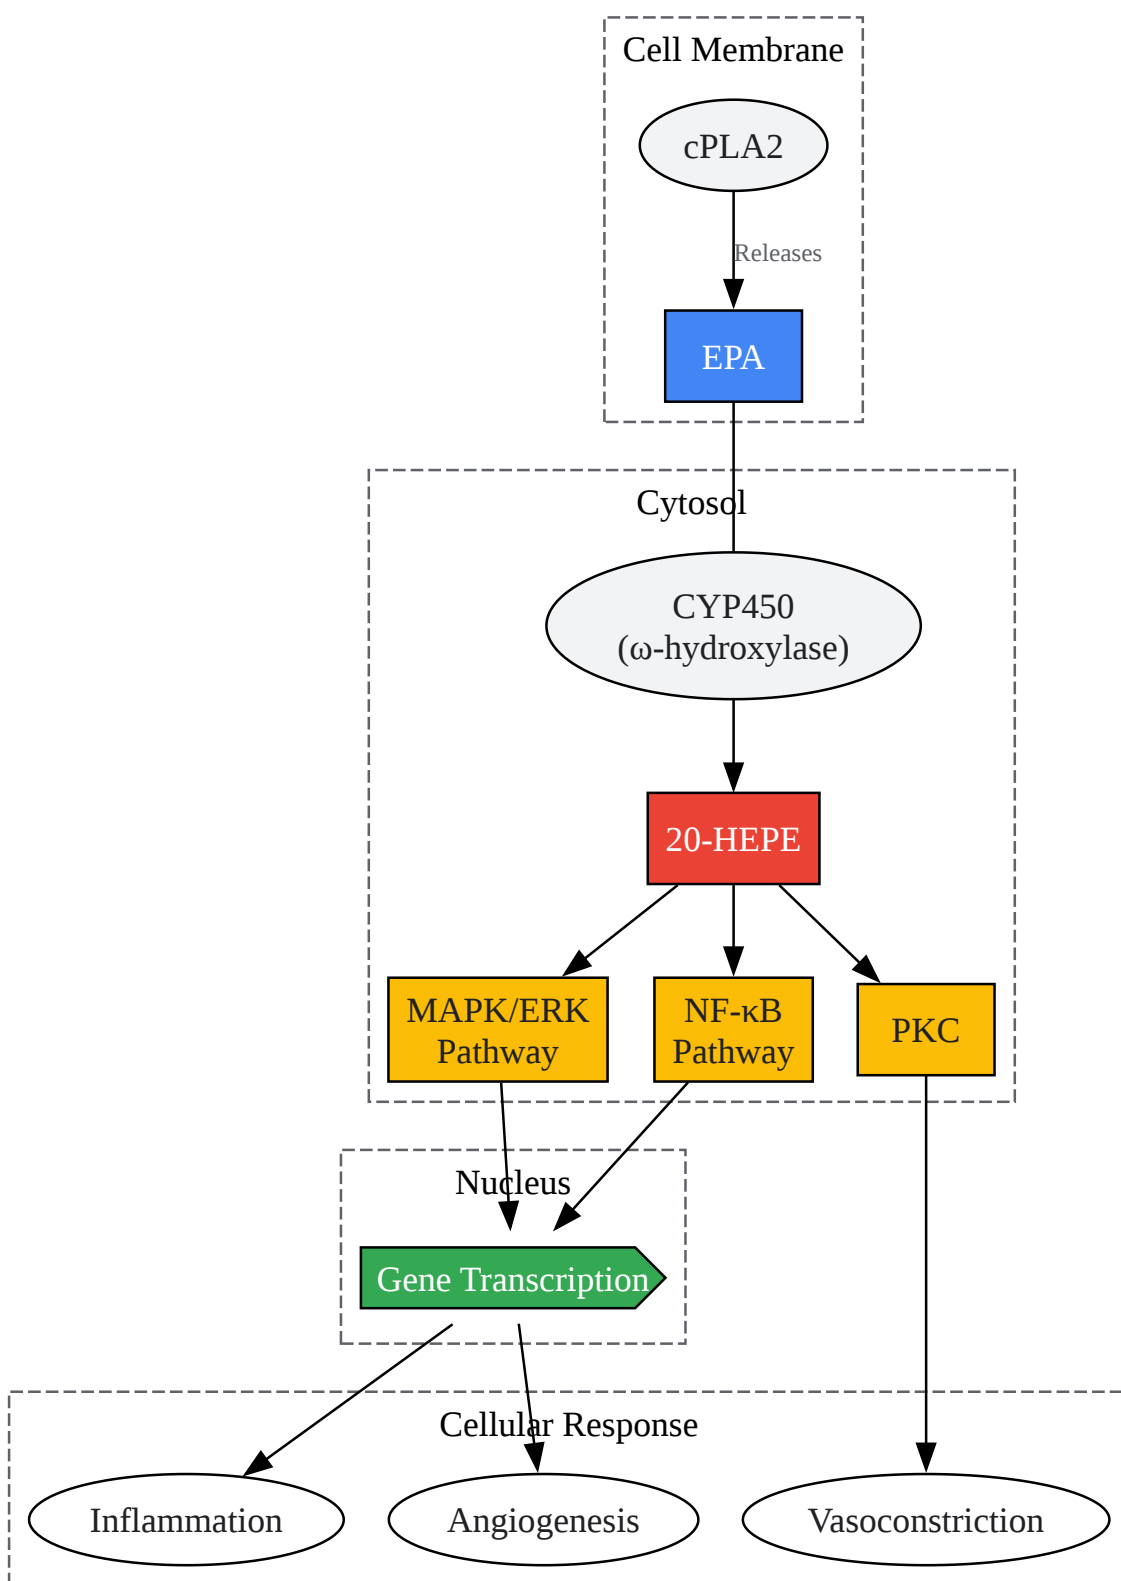 Cell Membrane
cPLA2
Releases
EPA
Cytosol
CYP450
(ω-hydroxylase)
20-HEPE
MAPK/ERK
Pathway
NF-κB
Pathway
PKC
Nucleus
Gene Transcription
Cellular Response
Inflammation
Angiogenesis
Vasoconstriction